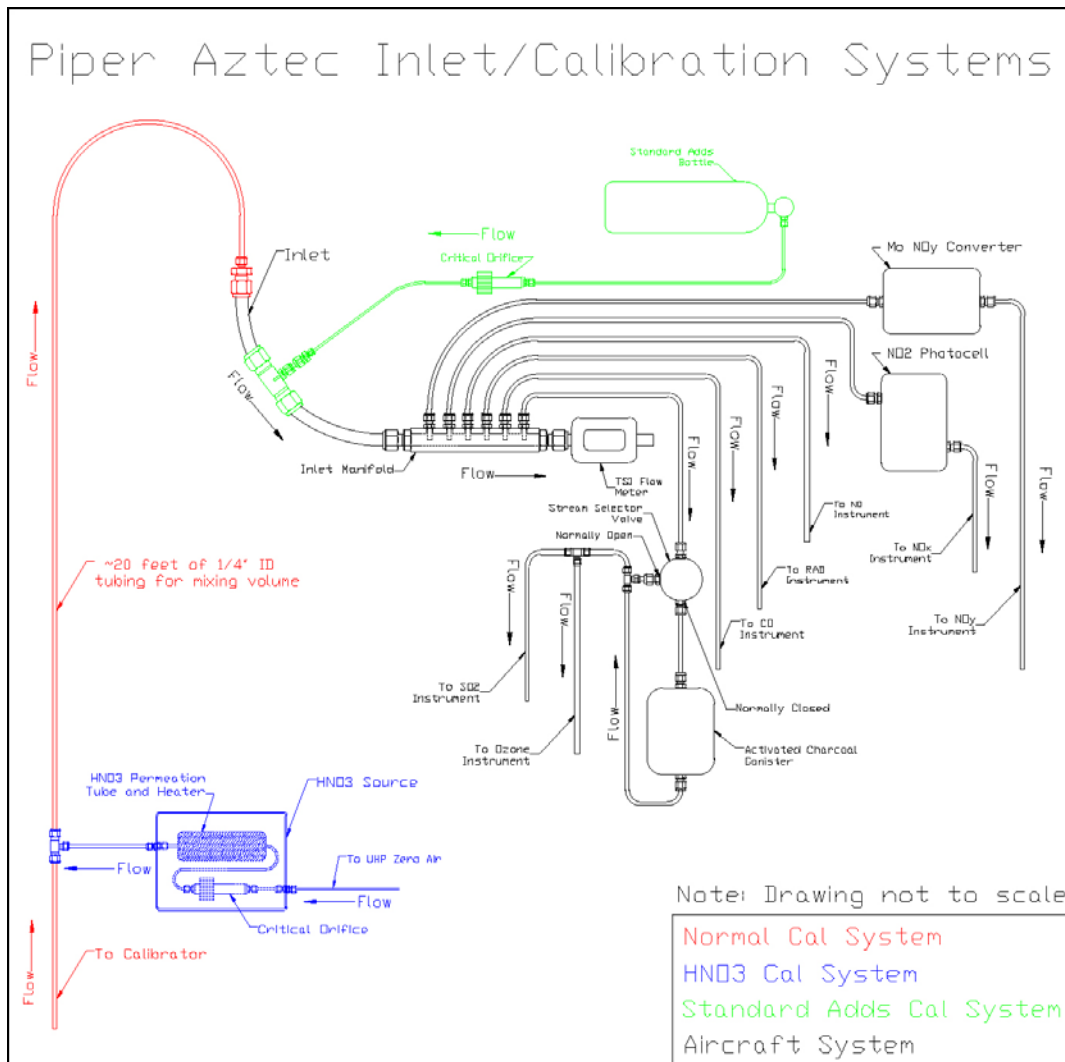 Piper Aztec Inlet/Calibration Systems
Standard Adds
Bottle
Flow
Critical Orifice
Inlet
Mo NOy Converter
NO2 Photocell
Flow
Flow
Flow
Flow
Flow
Flow
Inlet Manifold
Flow
TSI Flow
Meter
Stream Selector
Valve
Normally Open
To NO
Instrument
Flow
Flow
To NOx
Instrument
~20 feet of 1/4" ID
tubing for mixing volume
Flow
Flow
To RAD
Instrument
To CO
Instrument
To NOy
Instrument
Flow
To SO2
Instrument
Normally Closed
To Ozone
Instrument
Activated Charcoal
Canister
HNO3 Permeation
Tube and Heater
HNO3 Source
Flow
To UHP Zero Air
Flow
Critical Orifice
Flow
To Calibrator
Note: Drawing not to scale
Normal Cal System
HNO3 Cal System
Standard Adds Cal System
Aircraft System